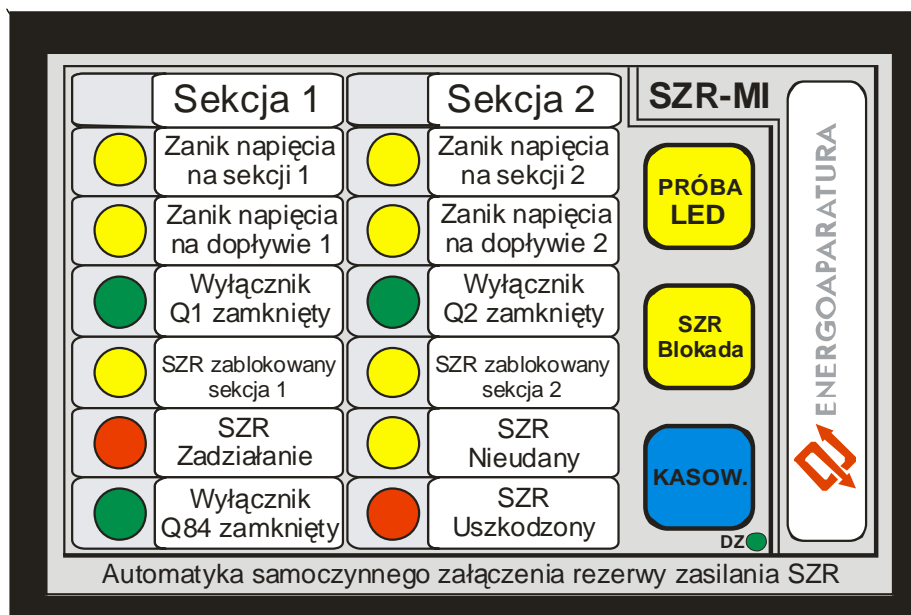 Sekcja 1
Sekcja 2
SZR-MI
Zanik napięcia
na sekcji 1
Zanik napięcia
na sekcji 2
Zanik napięcia
na dopływie 1
Zanik napięcia
na dopływie 2
Wyłącznik
Q1 zamknięty
Wyłącznik
Q2 zamknięty
SZR zablokowany
sekcja 1
SZR zablokowany
sekcja 2
SZR
Zadziałanie
SZR
Nieudany
Wyłącznik
Q84 zamknięty
SZR
Uszkodzony
PRÓBA
LED
SZR
Blokada
KASOW.
DZ
ENERGOAPARATURA
Automatyka samoczynnego załączenia rezerwy zasilania SZR